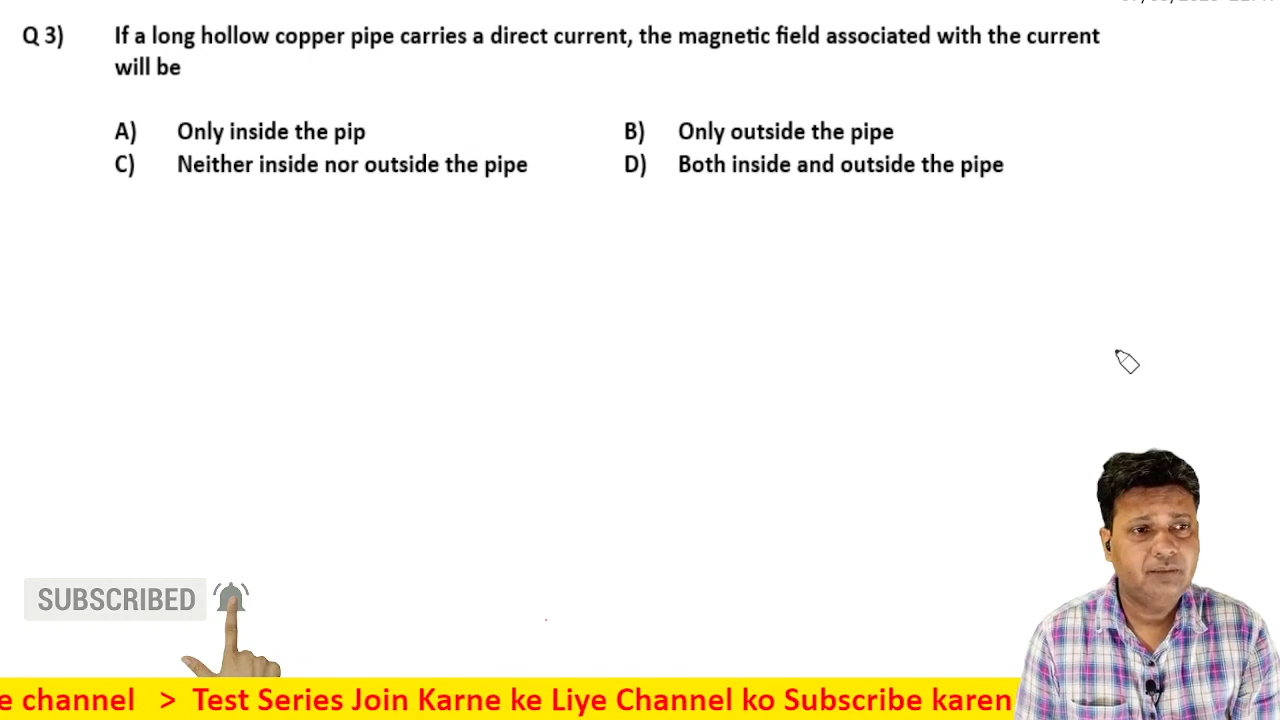 Q 3) If a long hollow copper pipe carries a direct current, the magnetic field associated with the current
will be
A) Only inside the pip B) Only outside the pipe
C) Neither inside nor outside the pipe D) Both inside and outside the pipe
SUBSCRIBED
e channel > Test Series Join Karne ke Liye Channel ko Subscribe karen